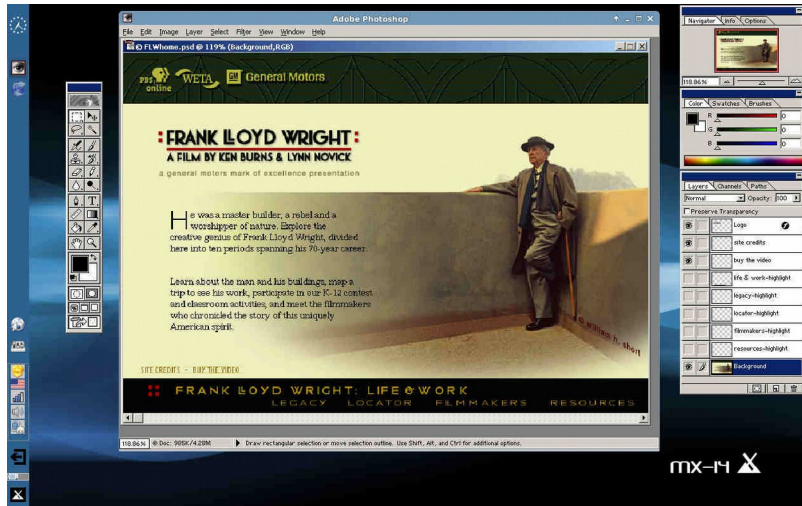 Adobe Photoshop
File Edit Image Layer Select Filter View Window Help
FLWhome.psd @ 119% (Background,RGB)
PBS online
WETA
GM General Motors
FRANK LLOYD WRIGHT
A FILM BY KEN BURNS & LYNN NOVICK
a general motors mark of excellence presentation
He was a master builder, a rebel and a
worshipper of nature. Explore the
creative genius of Frank Lloyd Wright, divided
here into ten periods spanning his 70-year career.
Learn about the man and his buildings, map a
trip to see his work, participate in our K-12 contest
and classroom activities, and meet the filmmakers
who chronicled the story of this uniquely
American spirit.
© william h. short
SITE CREDITS - BUY THE VIDEO
FRANK LLOYD WRIGHT: LIFE & WORK
LEGACY LOCATOR FILMMAKERS RESOURCES
118.86% Doc: 985K/4.28M Draw rectangular selection or move selection outline. Use Shift, Alt, and Ctrl for additional options.
Navigator Info Options
118.86%
Color Swatches Brushes
R 0
G 0
B 0
Layers Channels Paths
Normal Opacity: 100
Preserve Transparency
Logo
site credits
buy the video
life & work-highlight
legacy-highlight
locator-highlight
filmmakers-highlight
resources-highlight
Background
mx-14